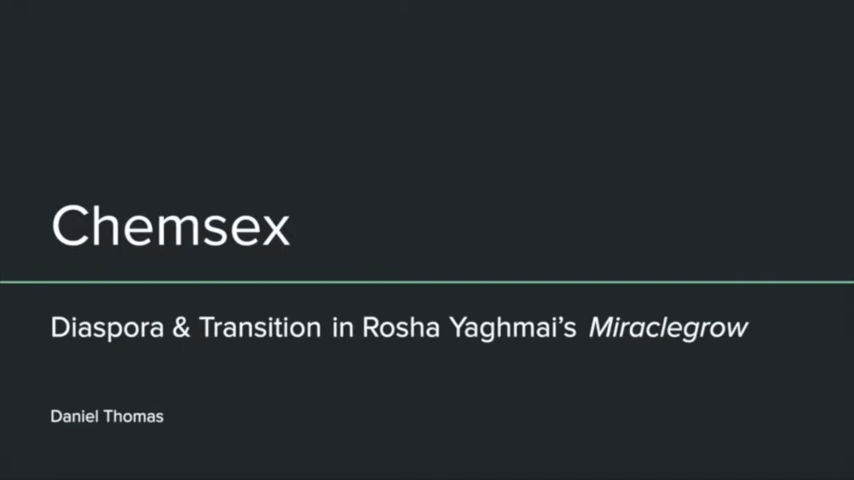 Chemsex
Diaspora & Transition in Rosha Yaghmai’s Miraclegrow
Daniel Thomas